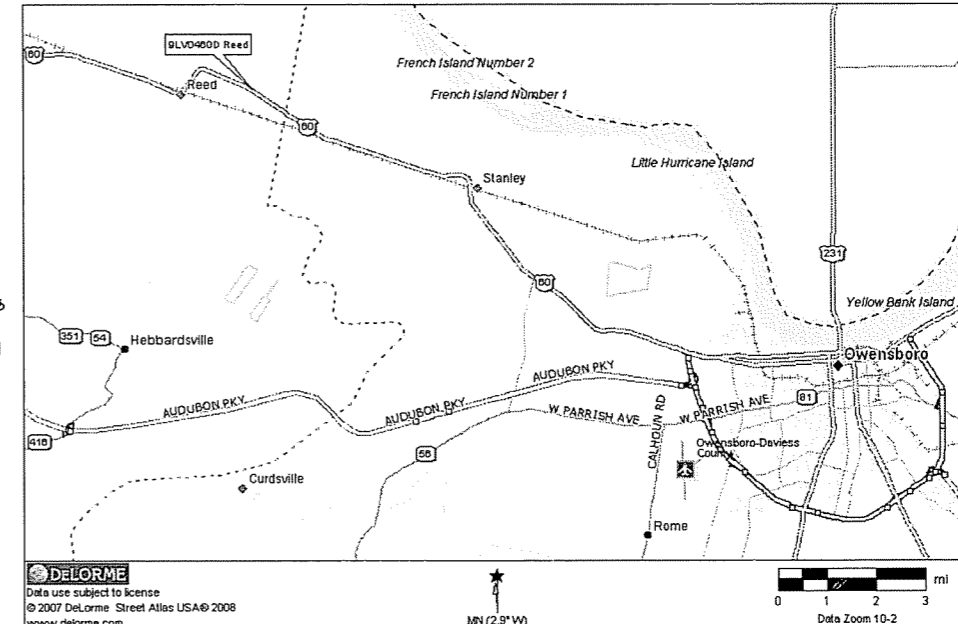 60
9LV0460D Reed
Reed
French Island Number 2
French Island Number 1
60
Little Hurricane Island
Stanley
231
60
Yellow Bank Island
351
54
Hebbardsville
Owensboro
AUDUBON PKY
AUDUBON PKY
AUDUBON PKY
W PARRISH AVE
W PARRISH AVE
81
CALHOUN RD
416
56
Owensboro-Daviess
County
Curdsville
Rome
DELORME
Data use subject to license
© 2007 DeLorme Street Atlas USA® 2008
www.delorme.com
MN (2.9° W)
mi
0 1 2 3
Data Zoom 10-2